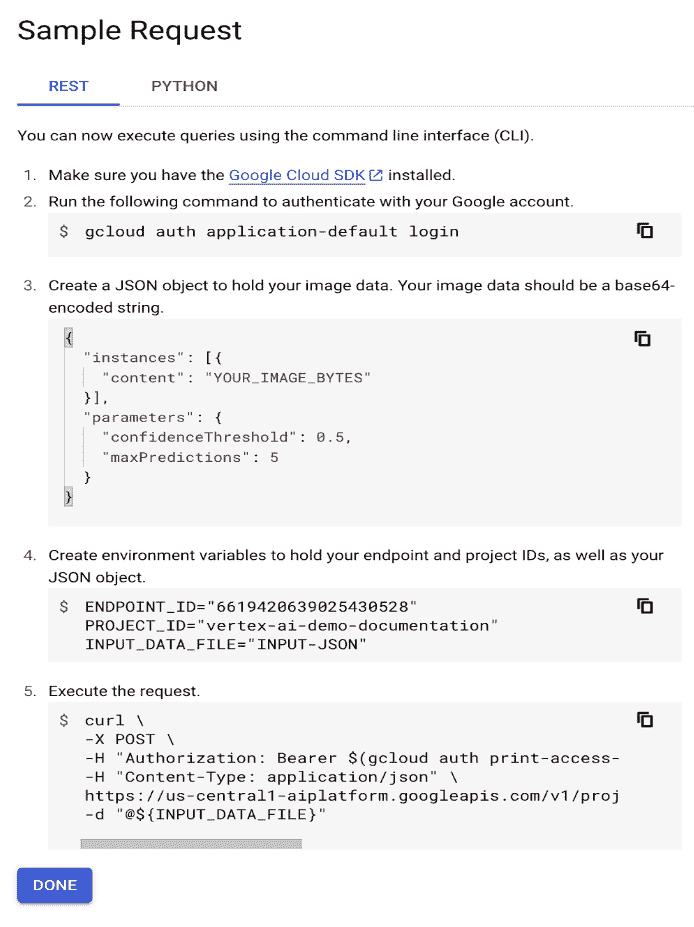 Sample Request
REST PYTHON
You can now execute queries using the command line interface (CLI).
1. Make sure you have the Google Cloud SDK installed.
2. Run the following command to authenticate with your Google account.
$ gcloud auth application-default login
3. Create a JSON object to hold your image data. Your image data should be a base64-
encoded string.
{
"instances": [{
"content": "YOUR_IMAGE_BYTES"
}],
"parameters": {
"confidenceThreshold": 0.5,
"maxPredictions": 5
}
}
4. Create environment variables to hold your endpoint and project IDs, as well as your
JSON object.
$ ENDPOINT_ID="6619420639025430528"
PROJECT_ID="vertex-ai-demo-documentation"
INPUT_DATA_FILE="INPUT-JSON"
5. Execute the request.
$ curl \
-X POST \
-H "Authorization: Bearer $(gcloud auth print-access-
-H "Content-Type: application/json" \
https://us-central1-aiplatform.googleapis.com/v1/proj
-d "@${INPUT_DATA_FILE}"
DONE